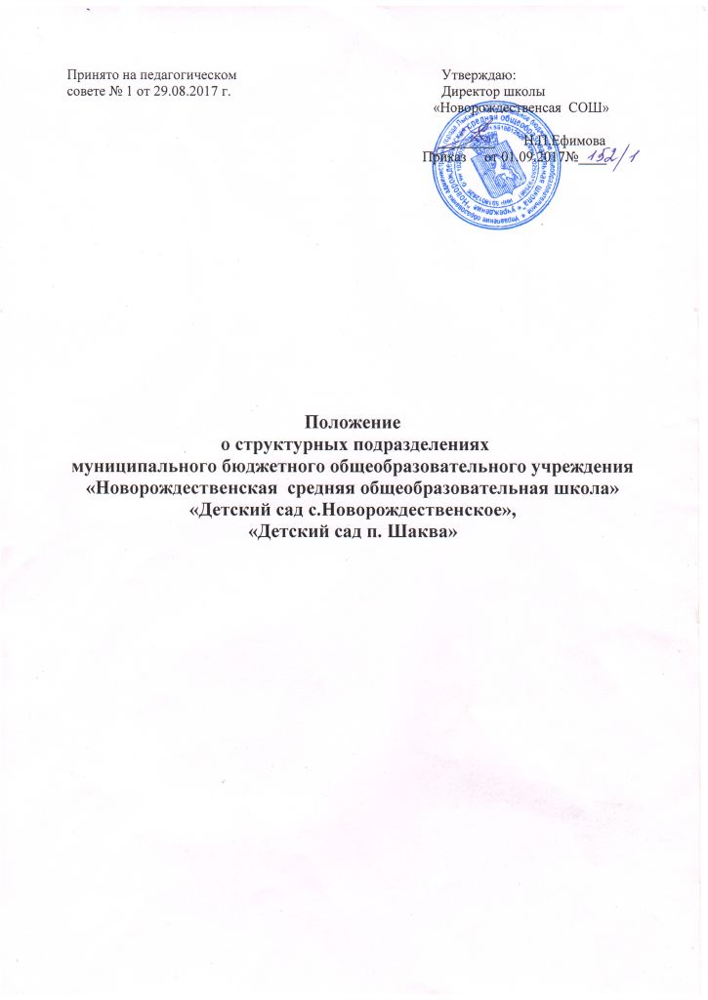 Принято на педагогическом
совете № 1 от 29.08.2017 г.
Утверждаю:
Директор школы
«Новорождественсая СОШ»
Н.П.Ефимова
Приказ от 01.09.2017№ 152/1
Положение
о структурных подразделениях
муниципального бюджетного общеобразовательного учреждения
«Новорождественская средняя общеобразовательная школа»
«Детский сад с.Новорождественское»,
«Детский сад п. Шаква»